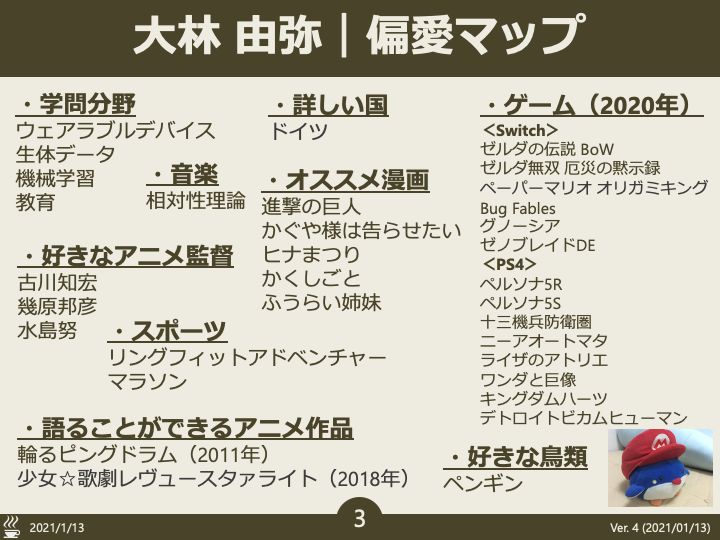 大林 由弥｜偏愛マップ
・学問分野
ウェアラブルデバイス
生体データ
機械学習
教育
・音楽
相対性理論
・詳しい国
ドイツ
・オススメ漫画
進撃の巨人
かぐや様は告らせたい
ヒナまつり
かくしごと
ふうらい姉妹
・好きなアニメ監督
古川知宏
幾原邦彦
水島努
・スポーツ
リングフィットアドベンチャー
マラソン
・語ることができるアニメ作品
輪るピングドラム（2011年）
少女☆歌劇レヴュースタァライト（2018年）
・ゲーム（2020年）
＜Switch＞
ゼルダの伝説 BoW
ゼルダ無双 厄災の黙示録
ペーパーマリオ オリガミキング
Bug Fables
グノーシア
ゼノブレイドDE
＜PS4＞
ペルソナ5R
ペルソナ5S
十三機兵防衛圏
ニーアオートマタ
ライザのアトリエ
ワンダと巨像
キングダムハーツ
デトロイトビカムヒューマン
・好きな鳥類
ペンギン
M
2021/1/13
3
Ver. 4 (2021/01/13)